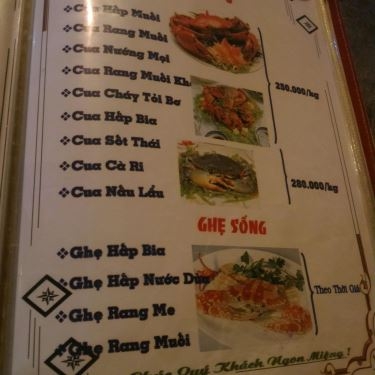 Cua Hấp Muối
Cua Rang Muối
Cua Nướng Mọi
Cua Rang Muối Khô
Cua Cháy Tỏi Bơ
250.000/kg
Cua Hấp Bia
Cua Sốt Thái
Cua Cà Ri
280.000/kg
Cua Nấu Lẩu
GHẸ SỐNG
Ghẹ Hấp Bia
Ghẹ Hấp Nước Dừa
Theo Thời Giá
Ghẹ Rang Me
Ghẹ Rang Muối
Chúc Quý Khách Ngon Miệng !